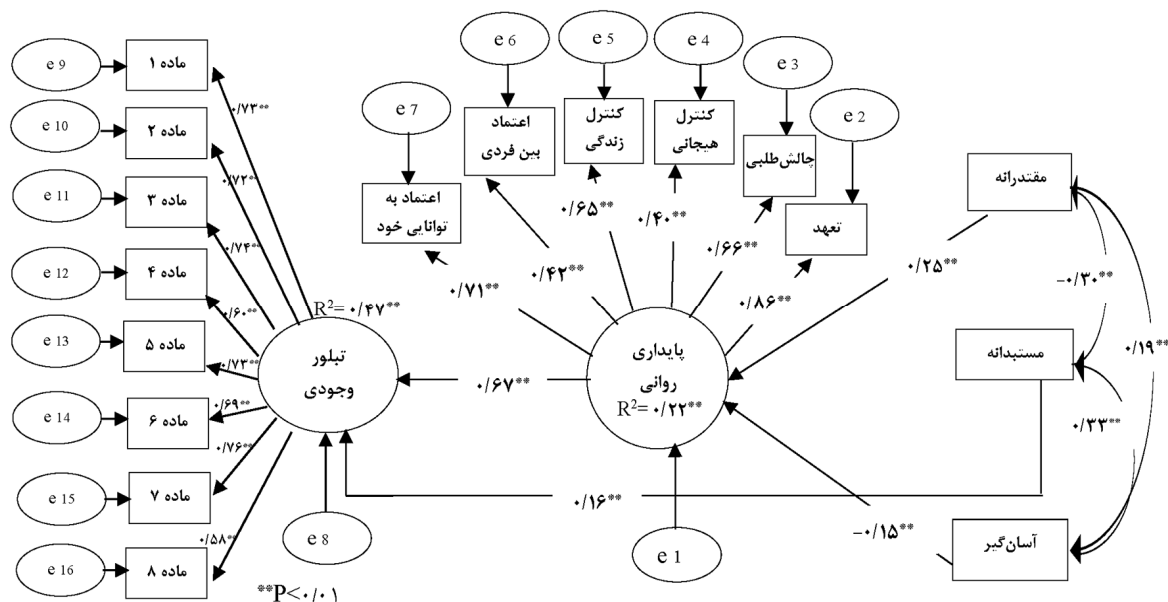 e 9
ماده ۱
۰/۷۳**
e 10
ماده ۲
۰/۷۲**
e 11
ماده ۳
۰/۷۴**
e 12
ماده ۴
۰/۶۰**
e 13
ماده ۵
۰/۷۳**
e 14
ماده ۶
۰/۶۹**
e 15
ماده ۷
۰/۷۶**
e 16
ماده ۸
۰/۵۸**
R²= ۰/۴۷**
تبلور
وجودی
e 8
**P<۰/۰۱
e 7
اعتماد به
توانایی خود
۰/۷۱**
e 6
اعتماد
بین فردی
۰/۴۲**
e 5
کنترل
زندگی
۰/۶۵**
e 4
کنترل
هیجانی
۰/۴۰**
e 3
چالش‌طلبی
۰/۶۶**
e 2
تعهد
۰/۸۶**
پایداری
روانی
R²= ۰/۲۲**
e 1
۰/۶۷**
۰/۱۶**
مقتدرانه
۰/۲۵**
-۰/۳۰**
۰/۱۹**
مستبدانه
۰/۳۳**
-۰/۱۵**
آسان‌گیر